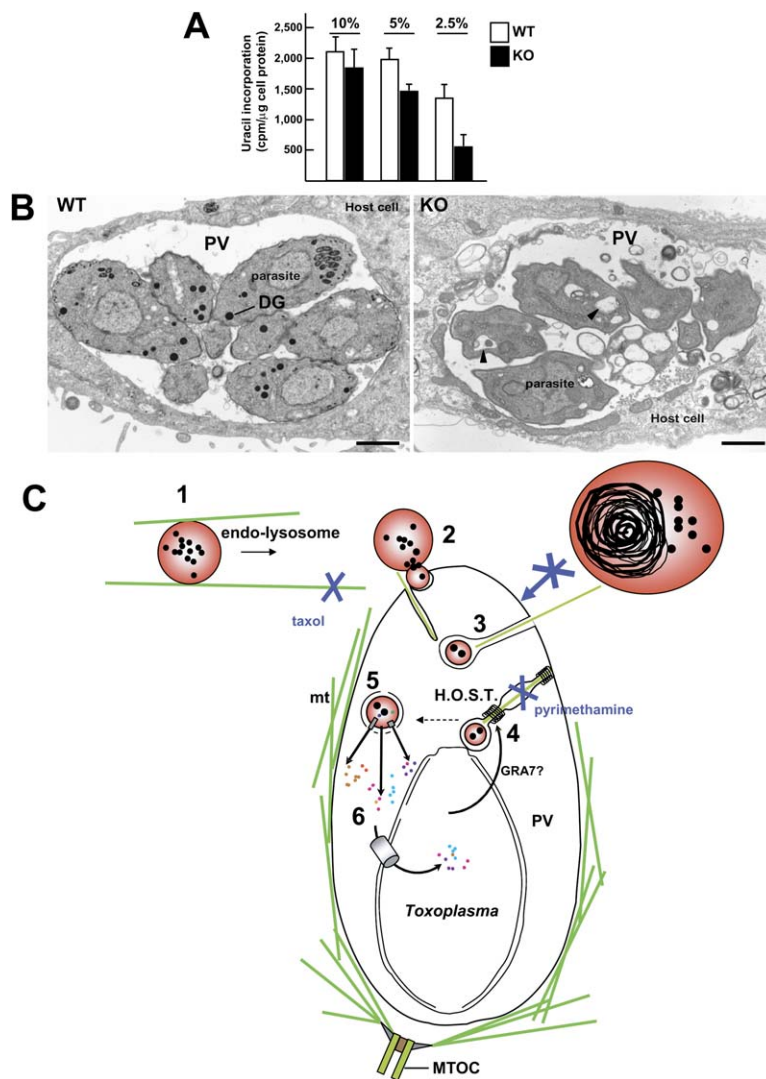 A
10%
5%
2.5%
WT
KO
Uracil incorporation
(cpm/μg cell protein)
2,000
1,500
1,000
500
B
WT
Host cell
PV
parasite
DG
KO
PV
parasite
Host cell
C
1
endo-lysosome
2
taxol
3
5
mt
H.O.S.T.
pyrimethamine
4
GRA7?
6
PV
Toxoplasma
MTOC